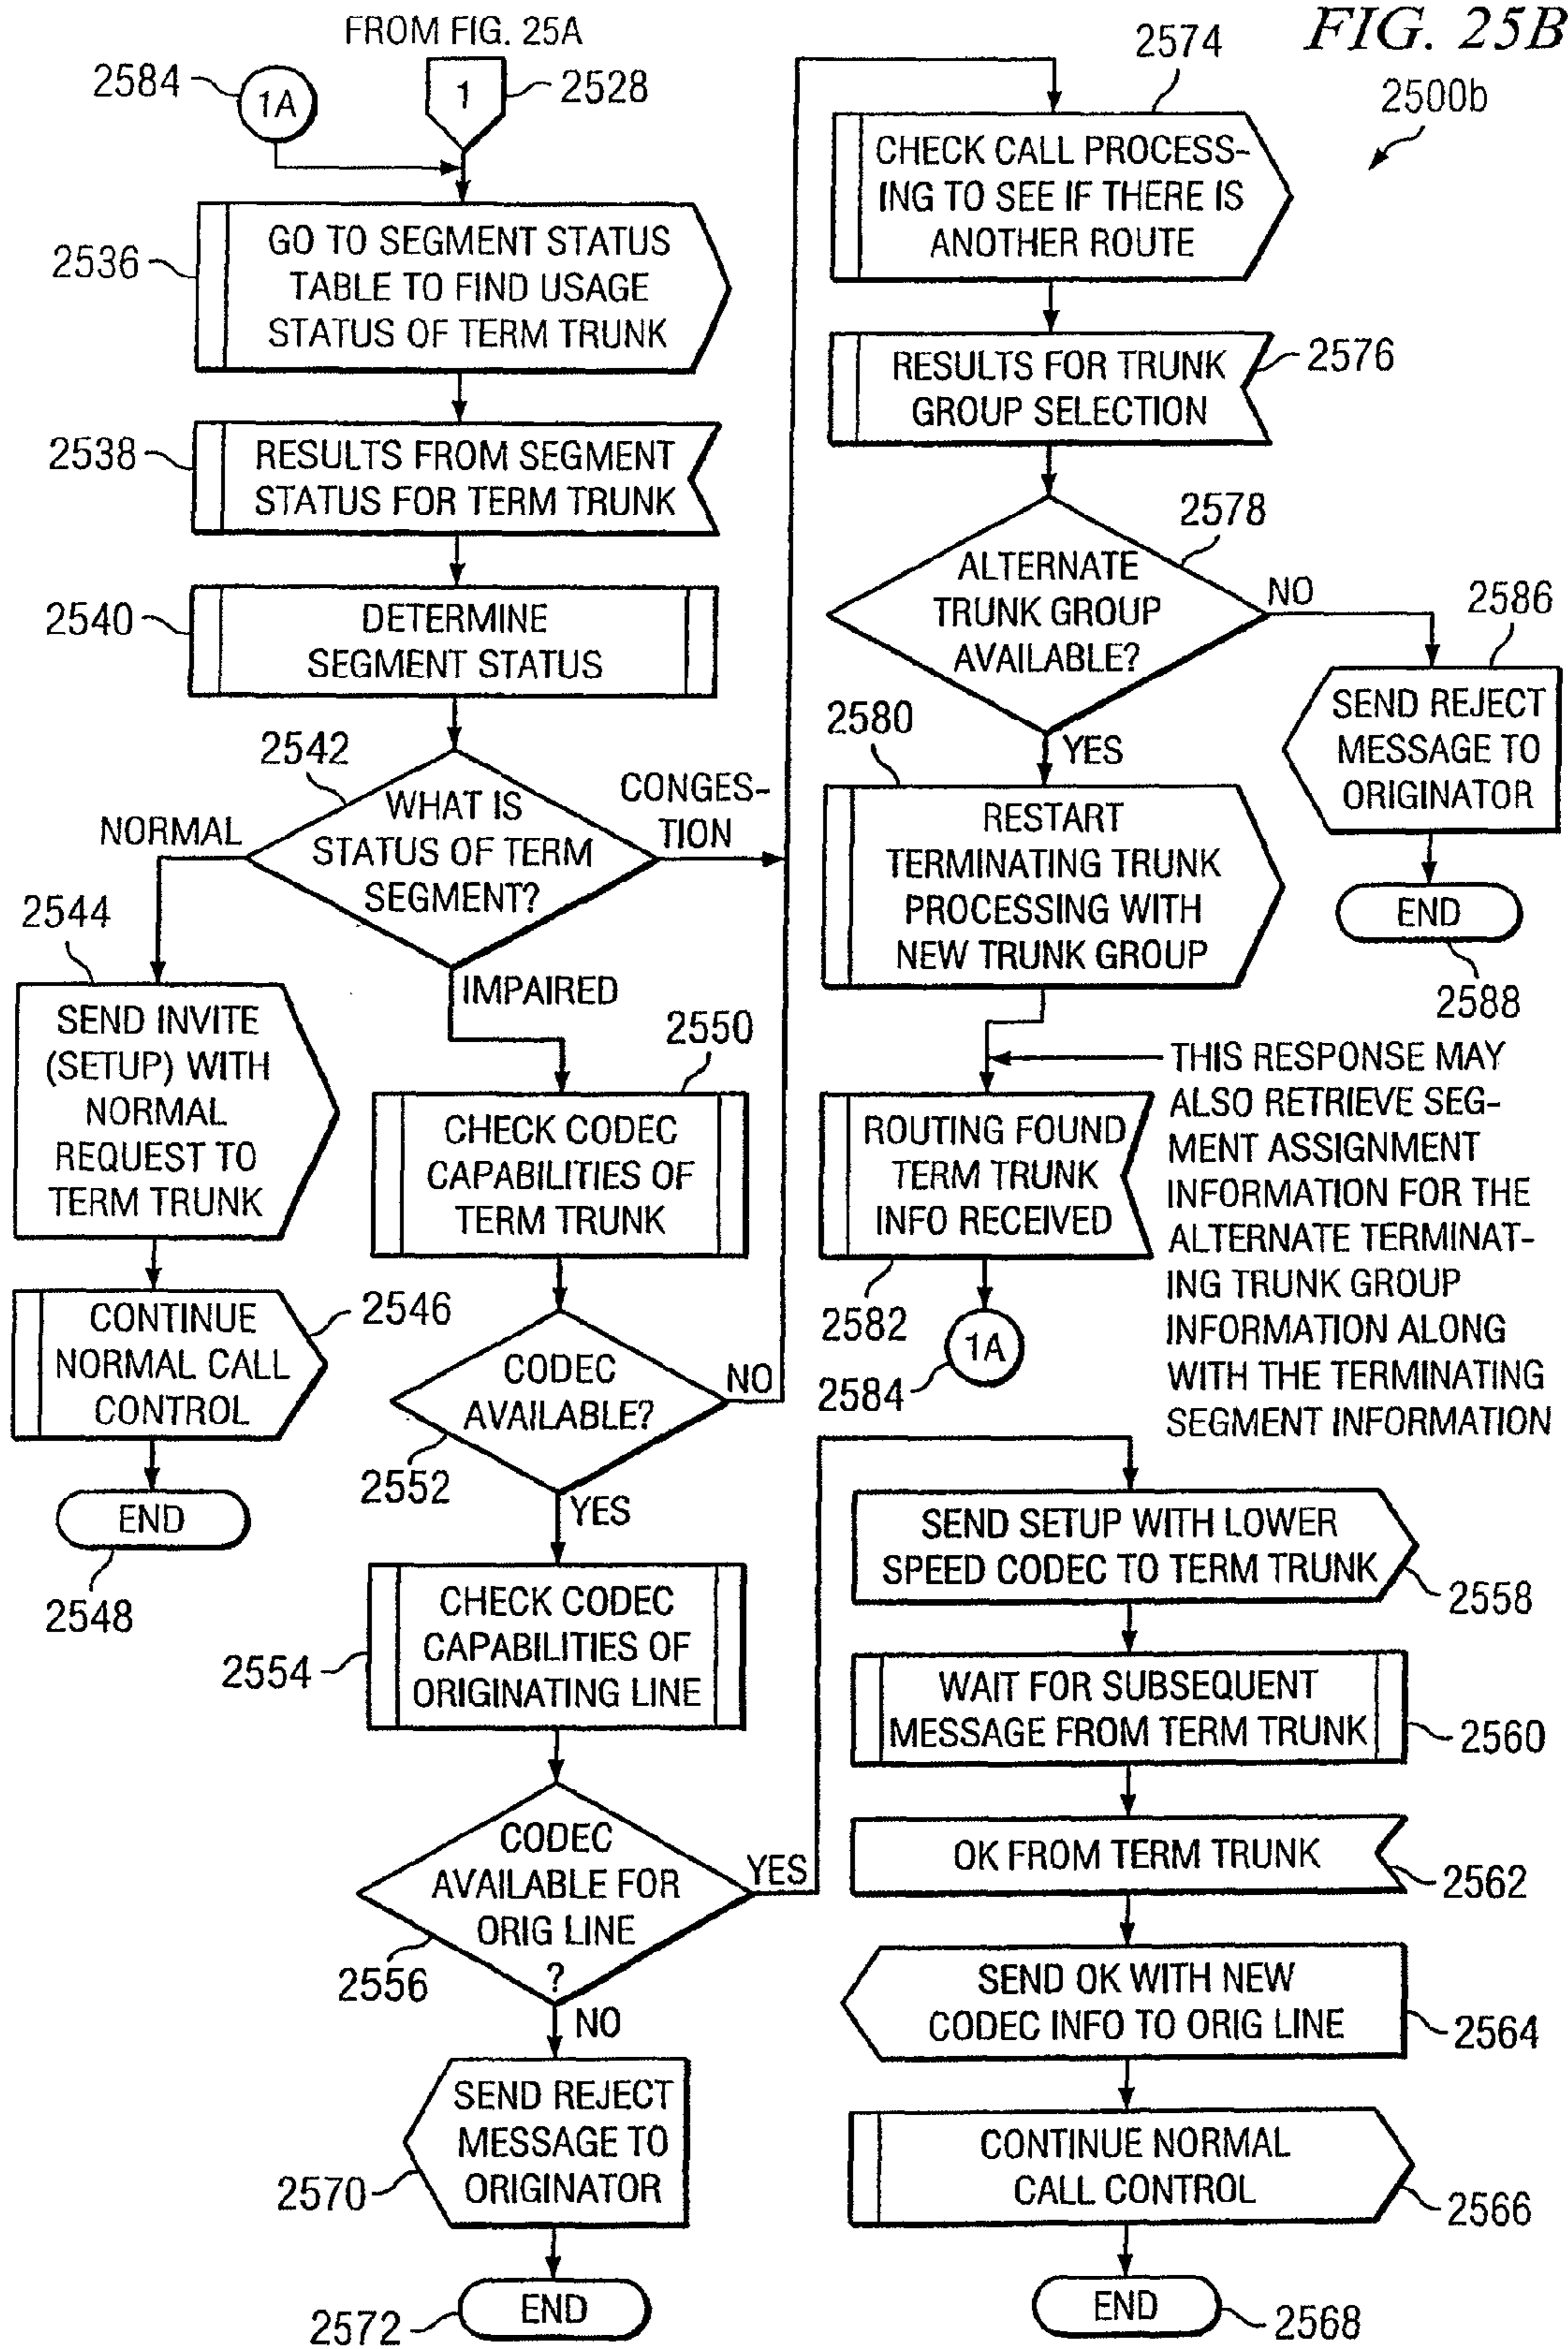 FIG. 25B
2500b
FROM FIG. 25A
2584
1A
1
2528
2536
GO TO SEGMENT STATUS
TABLE TO FIND USAGE
STATUS OF TERM TRUNK
2538
RESULTS FROM SEGMENT
STATUS FOR TERM TRUNK
2540
DETERMINE
SEGMENT STATUS
2542
WHAT IS
STATUS OF TERM
SEGMENT?
NORMAL
CONGES-
TION
IMPAIRED
2544
SEND INVITE
(SETUP) WITH
NORMAL
REQUEST TO
TERM TRUNK
2546
CONTINUE
NORMAL CALL
CONTROL
END
2548
2550
CHECK CODEC
CAPABILITIES OF
TERM TRUNK
CODEC
AVAILABLE?
NO
2552
YES
2554
CHECK CODEC
CAPABILITIES OF
ORIGINATING LINE
CODEC
AVAILABLE FOR
ORIG LINE
?
YES
2556
NO
2570
SEND REJECT
MESSAGE TO
ORIGINATOR
2572
END
2574
CHECK CALL PROCESS-
ING TO SEE IF THERE IS
ANOTHER ROUTE
2576
RESULTS FOR TRUNK
GROUP SELECTION
2578
ALTERNATE
TRUNK GROUP
AVAILABLE?
NO
2586
SEND REJECT
MESSAGE TO
ORIGINATOR
END
2588
YES
2580
RESTART
TERMINATING TRUNK
PROCESSING WITH
NEW TRUNK GROUP
THIS RESPONSE MAY
ALSO RETRIEVE SEG-
MENT ASSIGNMENT
INFORMATION FOR THE
ALTERNATE TERMINAT-
ING TRUNK GROUP
INFORMATION ALONG
WITH THE TERMINATING
SEGMENT INFORMATION
ROUTING FOUND
TERM TRUNK
INFO RECEIVED
2582
1A
2584
SEND SETUP WITH LOWER
SPEED CODEC TO TERM TRUNK
2558
WAIT FOR SUBSEQUENT
MESSAGE FROM TERM TRUNK
2560
OK FROM TERM TRUNK
2562
SEND OK WITH NEW
CODEC INFO TO ORIG LINE
2564
CONTINUE NORMAL
CALL CONTROL
2566
END
2568